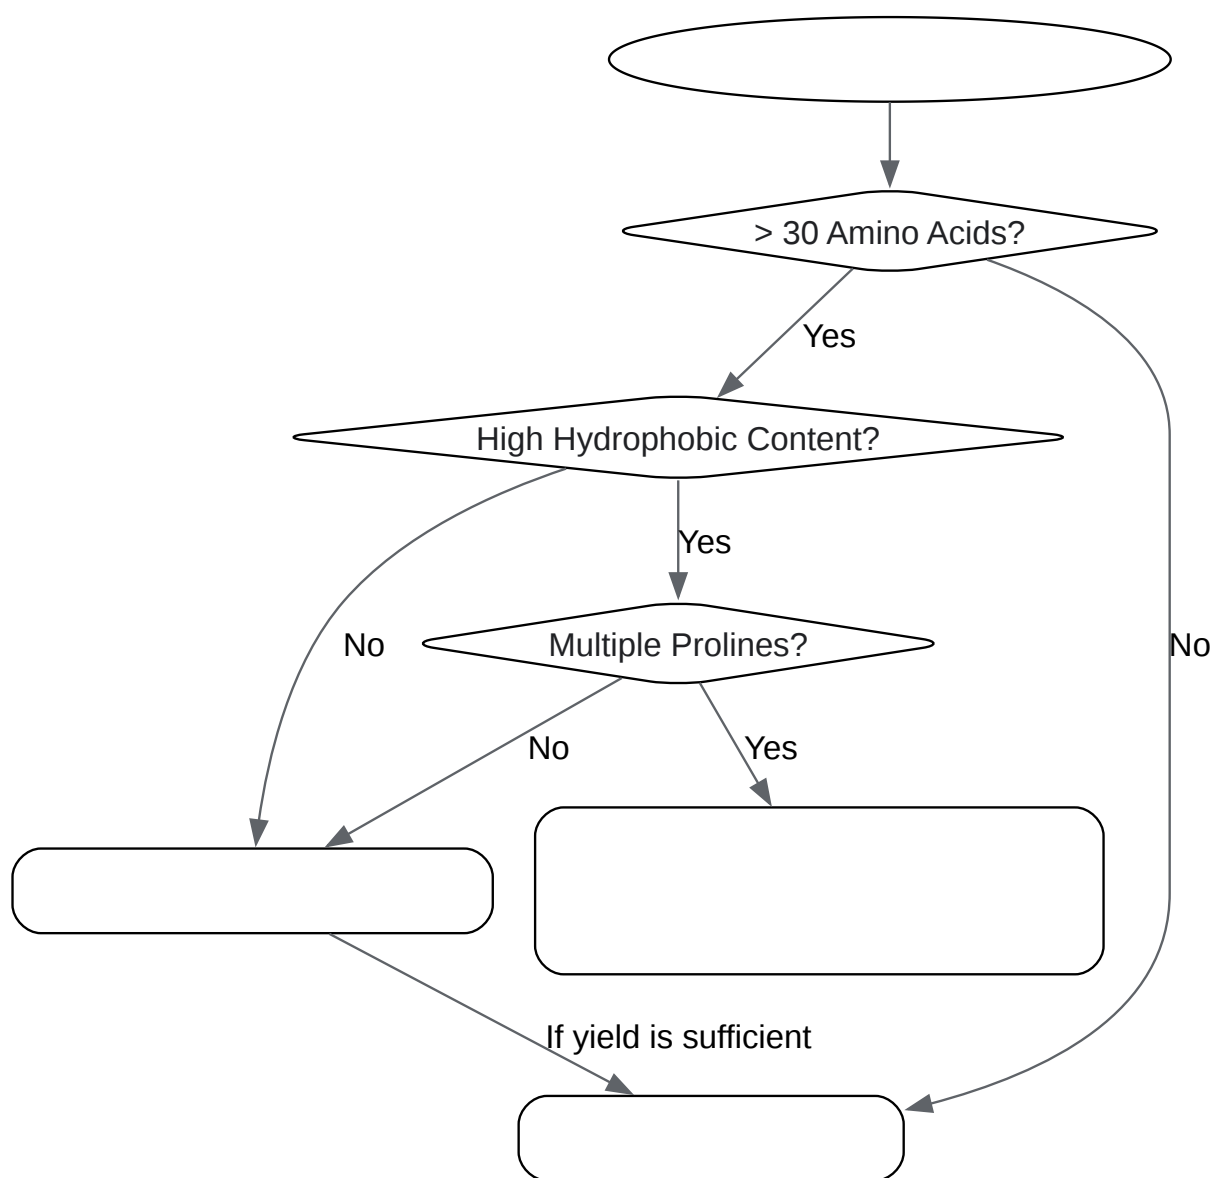 > 30 Amino Acids?
Yes
High Hydrophobic Content?
Yes
No
Multiple Prolines?
No
No
Yes
If yield is sufficient